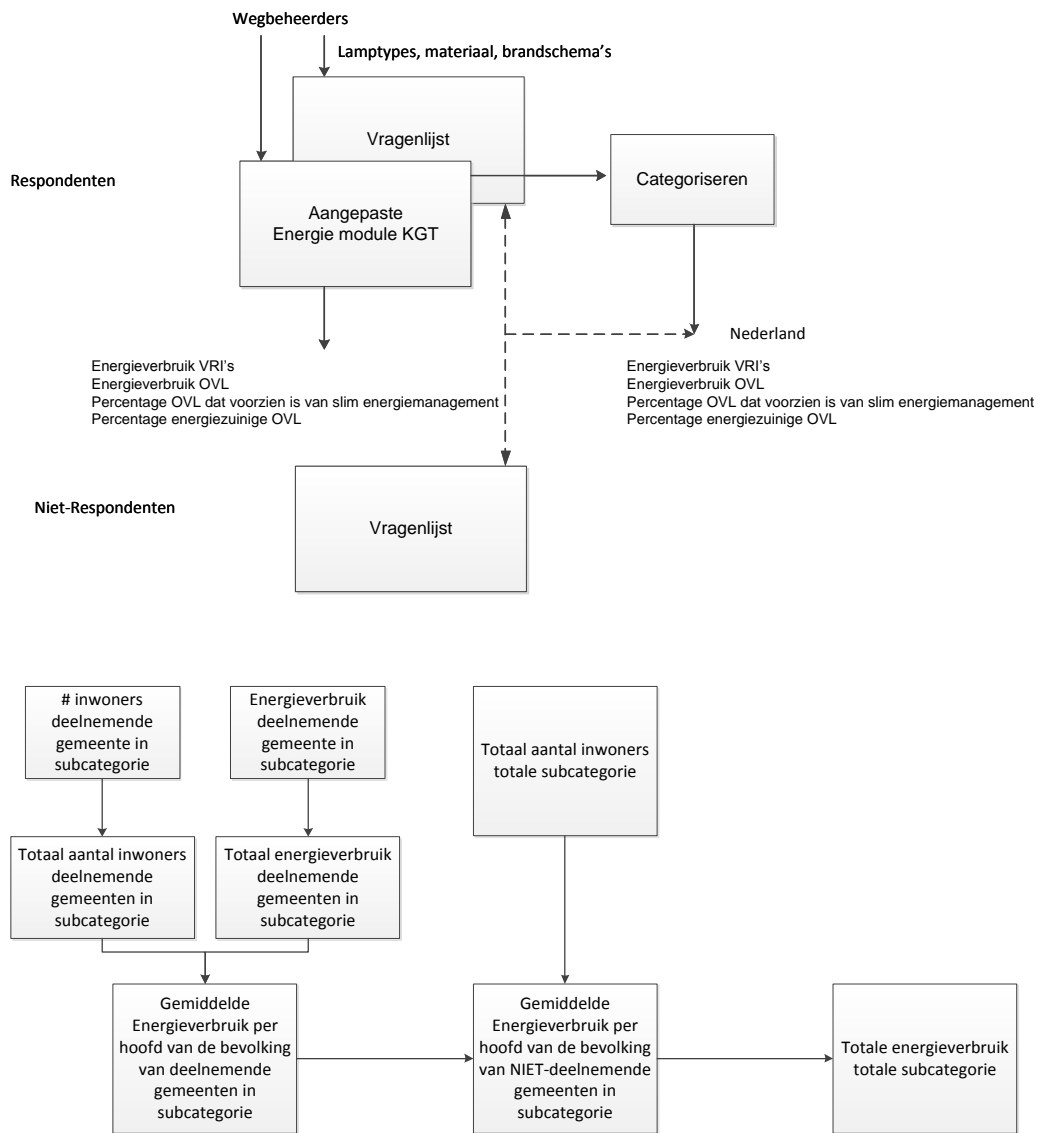 Wegbeheerders
Lamptypes, materiaal, brandschema's
Vragenlijst
Respondenten
Categoriseren
Aangepaste
Energie module KGT
Nederland
Energieverbruik VRI's
Energieverbruik OVL
Percentage OVL dat voorzien is van slim energiemanagement
Percentage energiezuinige OVL
Energieverbruik VRI's
Energieverbruik OVL
Percentage OVL dat voorzien is van slim energiemanagement
Percentage energiezuinige OVL
Niet-Respondenten
Vragenlijst
# inwoners
deelnemende
gemeente in
subcategorie
Energieverbruik
deelnemende
gemeente in
subcategorie
Totaal aantal inwoners
totale subcategorie
Totaal aantal inwoners
deelnemende
gemeenten in
subcategorie
Totaal energieverbruik
deelnemende
gemeenten in
subcategorie
Gemiddelde
Energieverbruik per
hoofd van de bevolking
van deelnemende
gemeenten in
subcategorie
Gemiddelde
Energieverbruik per
hoofd van de bevolking
van NIET-deelnemende
gemeenten in
subcategorie
Totale energieverbruik
totale subcategorie